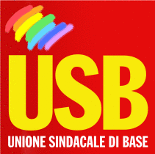 USB
UNIONE SINDACALE DI BASE